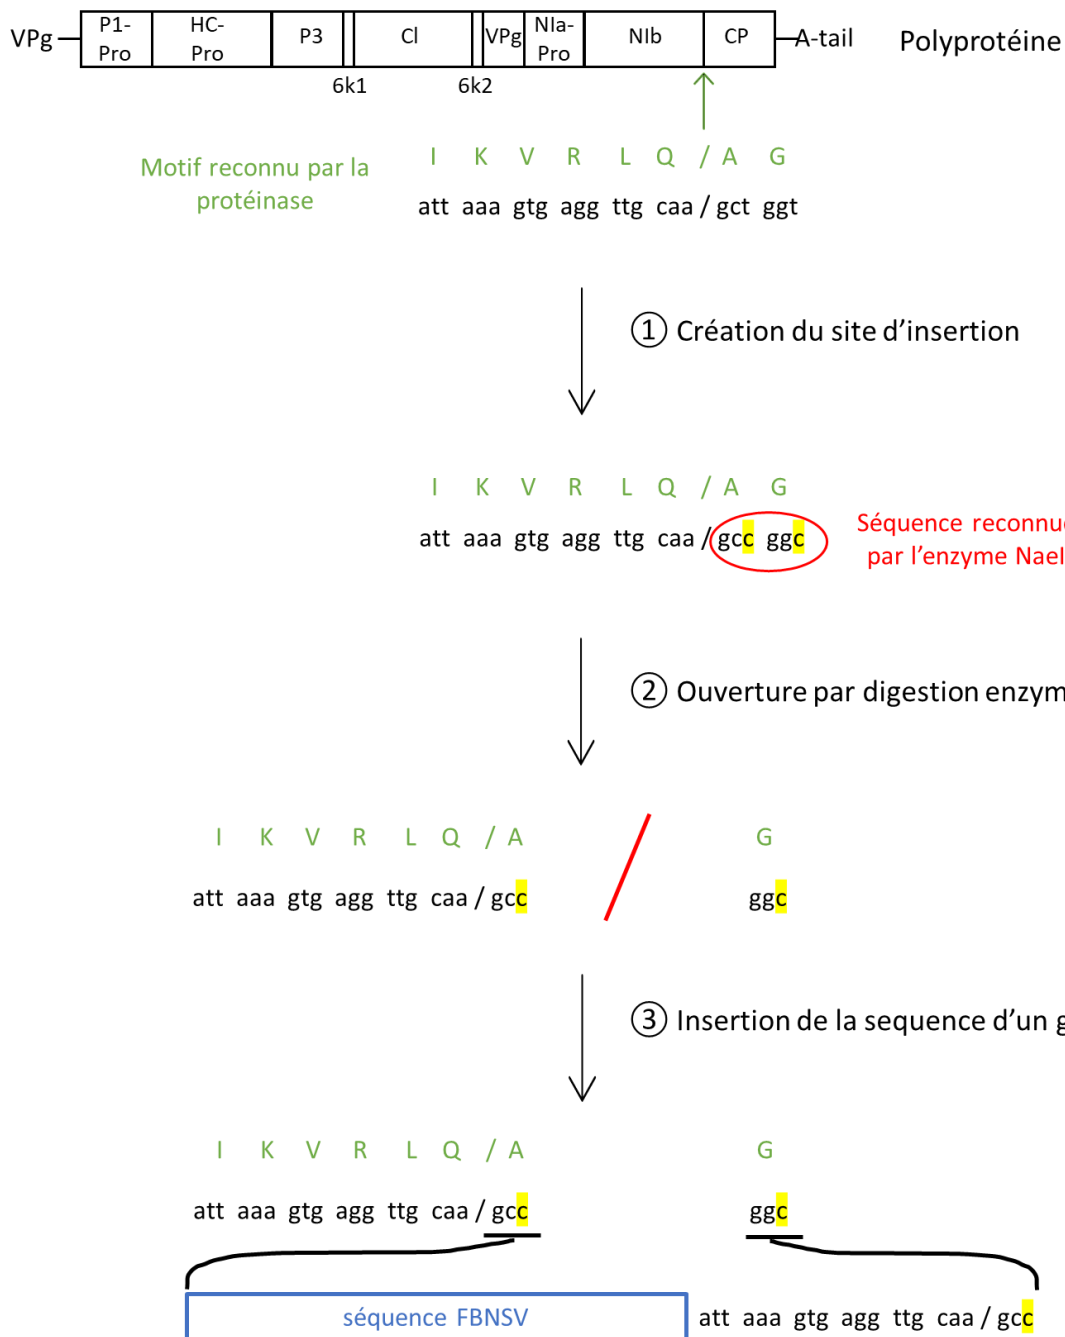 VPg P1-Pro HC-Pro P3 CI VPg NIa-Pro NIb CP A-tail Polyprotéine
6k1 6k2
I K V R L Q / A G
Motif reconnu par la
protéinase
att aaa gtg agg ttg caa / gct ggt
① Création du site d'insertion
I K V R L Q / A G
att aaa gtg agg ttg caa / gcc ggc
Séquence reconnue
par l'enzyme NaeI
② Ouverture par digestion enzym
I K V R L Q / A G
att aaa gtg agg ttg caa / gcc ggc
③ Insertion de la sequence d'un g
I K V R L Q / A G
att aaa gtg agg ttg caa / gcc ggc
séquence FBNSV att aaa gtg agg ttg caa / gcc